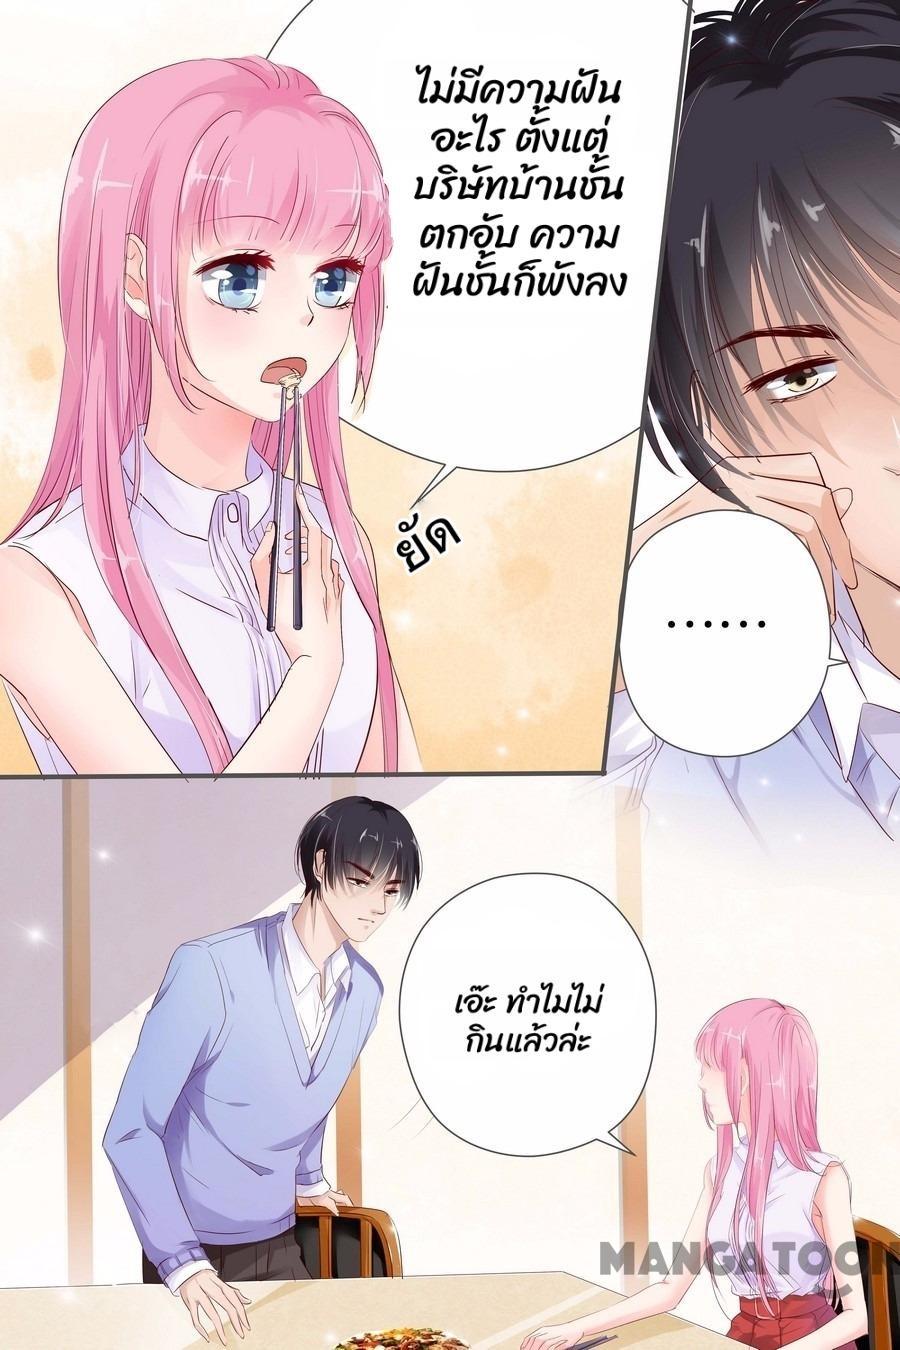 ไม่มีความฝัน
อะไร ตั้งแต่
บริษัทบ้านชั้น
ตกอับ ความ
ฝันชั้นก็พังลง
ยัด
......
เอ๊ะ ทำไมไม่
กินแล้วล่ะ
MANGATOON